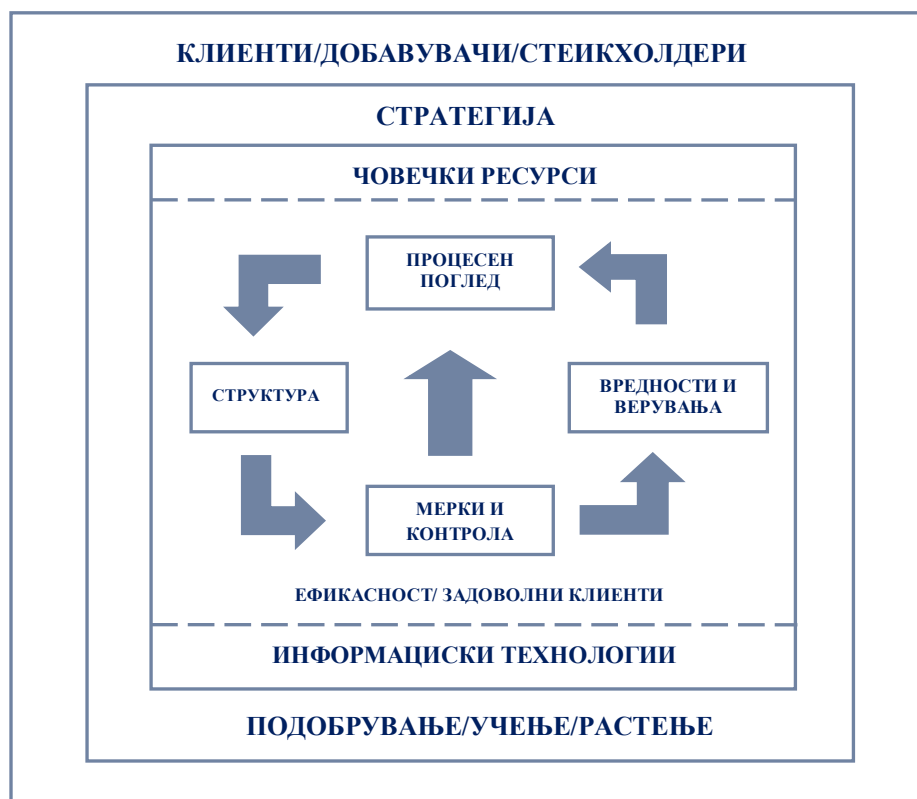 КЛИЕНТИ/ДОБАВУВАЧИ/СТЕИКХОЛДЕРИ
СТРАТЕГИЈА
ЧОВЕЧКИ РЕСУРСИ
ПРОЦЕСЕН
ПОГЛЕД
СТРУКТУРА
ВРЕДНОСТИ И
ВЕРУВАЊА
МЕРКИ И
КОНТРОЛА
ЕФИКАСНОСТ/ ЗАДОВОЛНИ КЛИЕНТИ
ИНФОРМАЦИСКИ ТЕХНОЛОГИИ
ПОДОБРУВАЊЕ/УЧЕЊЕ/РАСТЕЊЕ